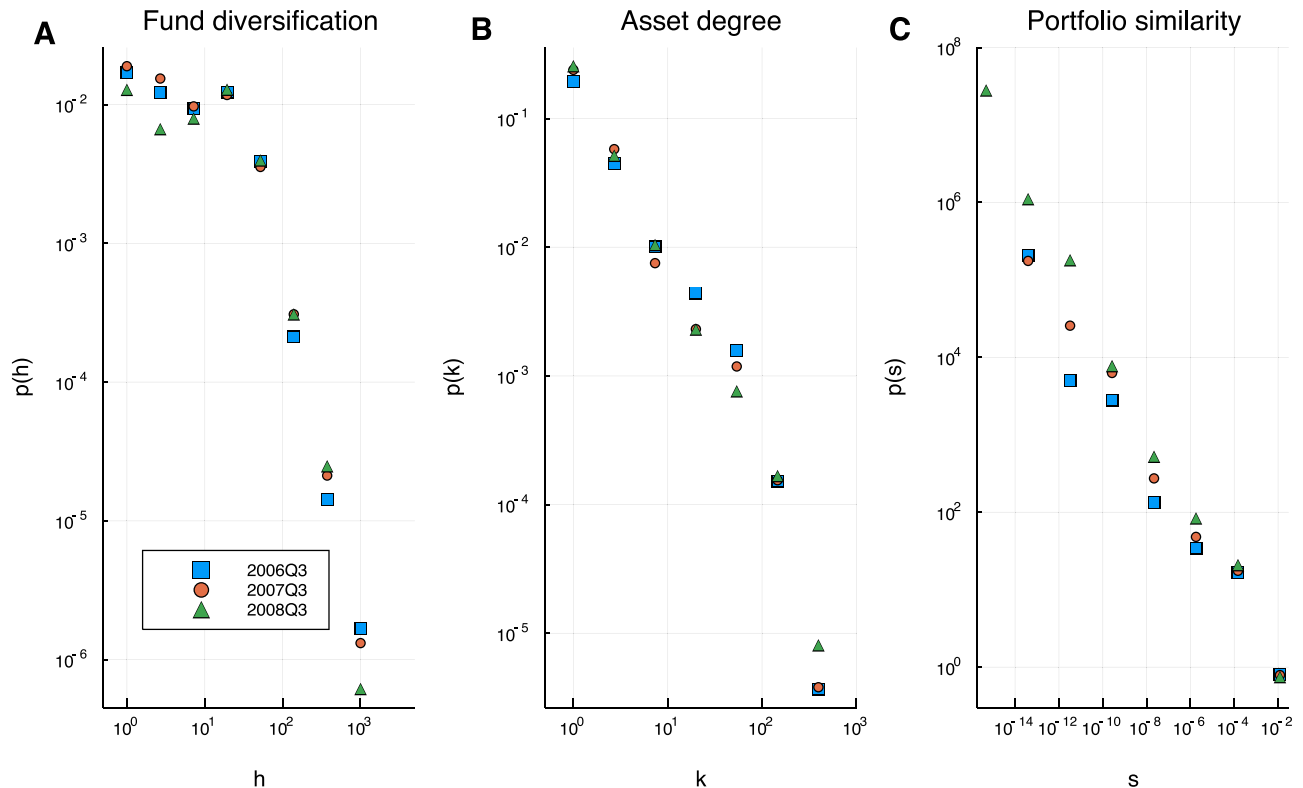 A Fund diversification
p(h)
10^-2
10^-3
10^-4
10^-5
10^-6
2006Q3
2007Q3
2008Q3
10^0 10^1 10^2 10^3
h
B Asset degree
p(k)
10^-1
10^-2
10^-3
10^-4
10^-5
10^0 10^1 10^2 10^3
k
C Portfolio similarity
p(s)
10^8
10^6
10^4
10^2
10^0
10^-14 10^-12 10^-10 10^-8 10^-6 10^-4 10^-2
s